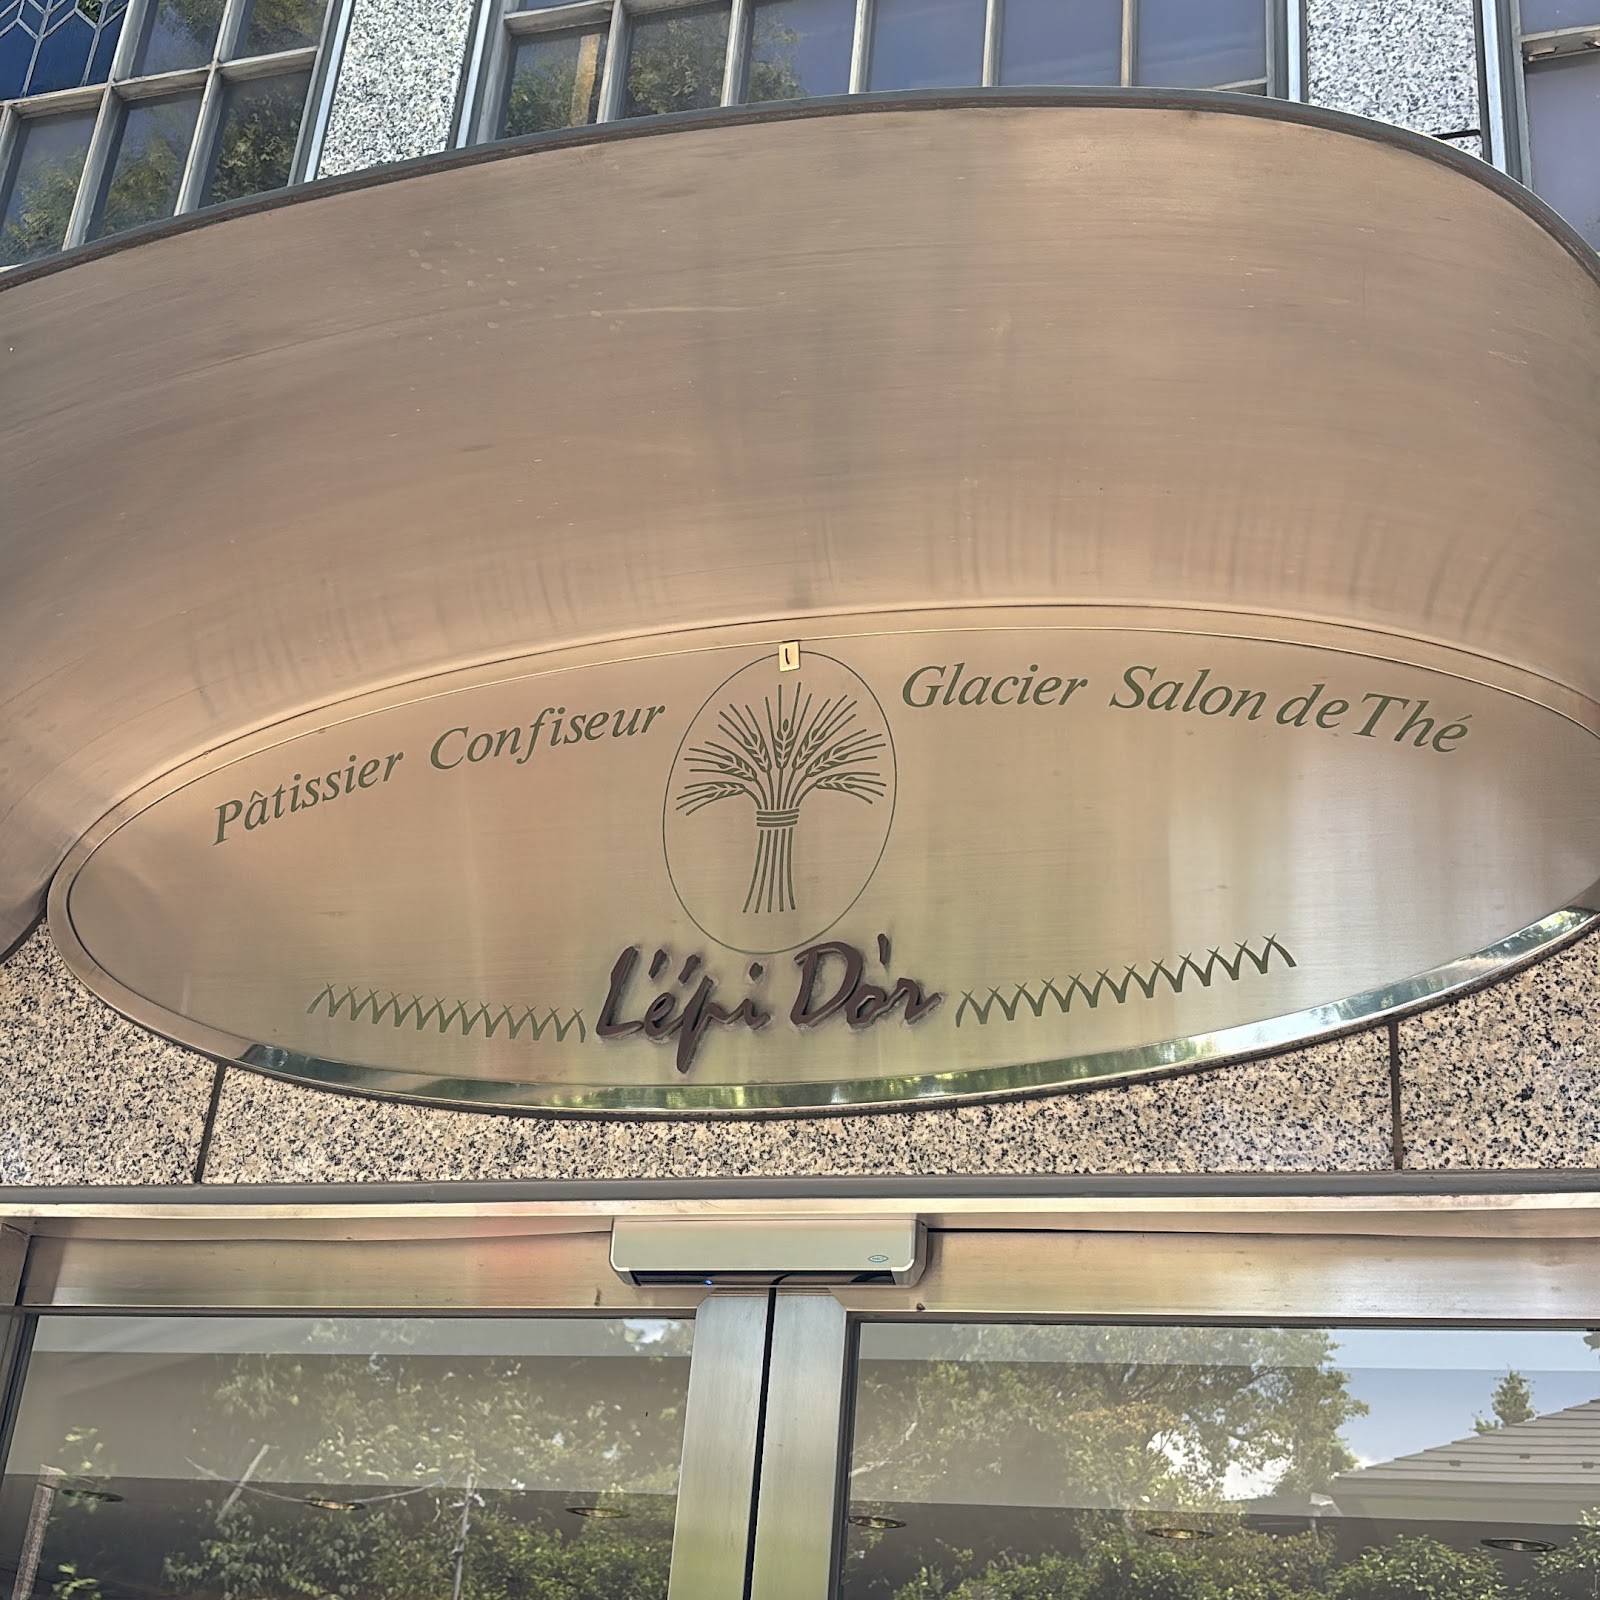 Pâtissier Confiseur
Glacier Salon de Thé
L'épi D'or